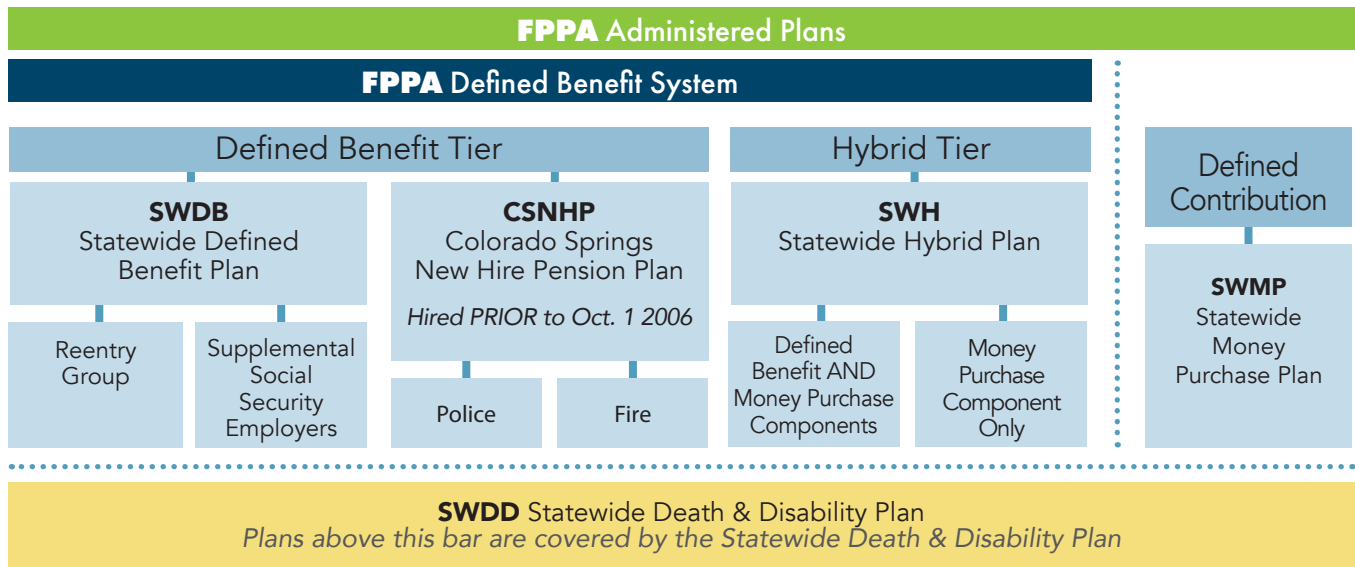 FPPA Administered Plans
FPPA Defined Benefit System
Defined Benefit Tier
SWDB
Statewide Defined
Benefit Plan
Reentry
Group
Supplemental
Social
Security
Employers
CSNHP
Colorado Springs
New Hire Pension Plan
Hired PRIOR to Oct. 1 2006
Police
Fire
Hybrid Tier
SWH
Statewide Hybrid Plan
Defined
Benefit AND
Money Purchase
Components
Money
Purchase
Component
Only
Defined
Contribution
SWMP
Statewide
Money
Purchase Plan
SWDD Statewide Death & Disability Plan
Plans above this bar are covered by the Statewide Death & Disability Plan